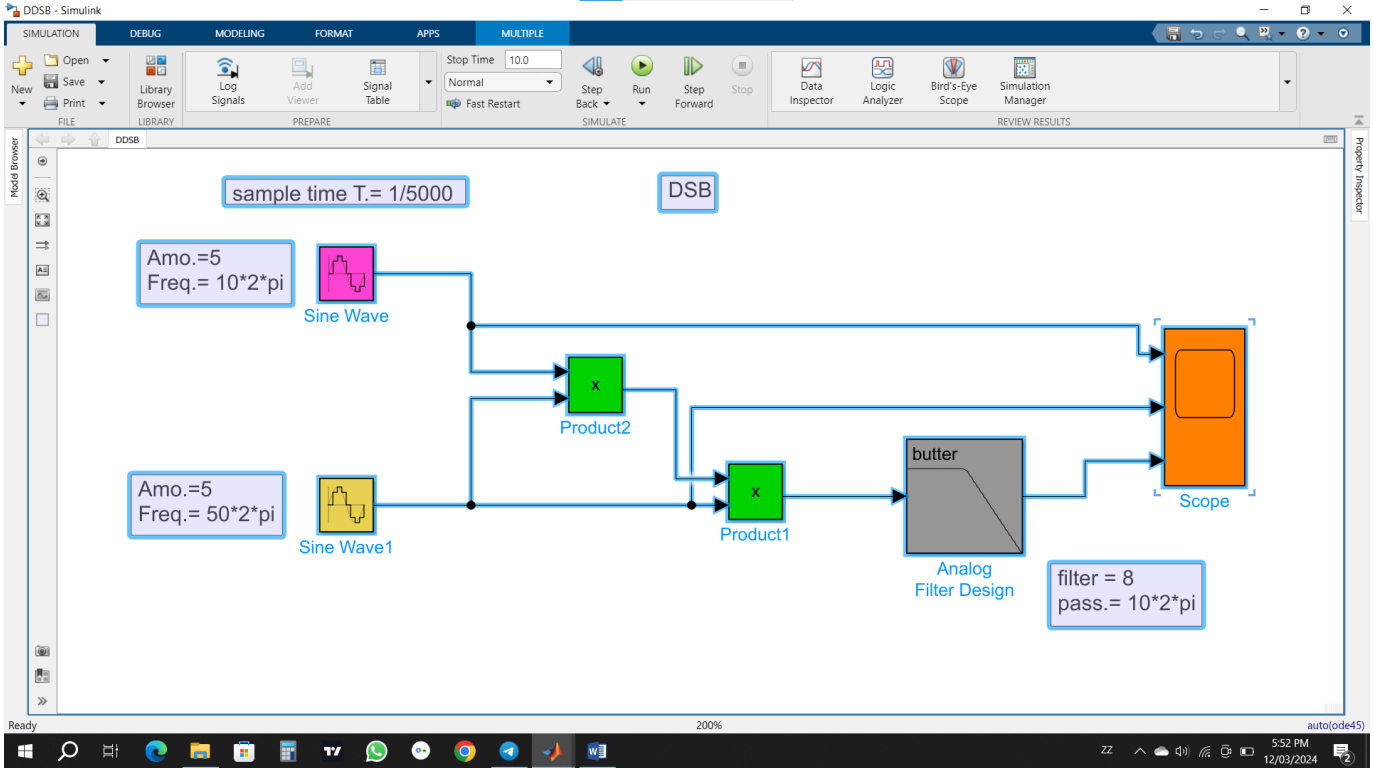 DDSB - Simulink
SIMULATION
DEBUG
MODELING
FORMAT
APPS
MULTIPLE
New
Open
Save
Print
FILE
Library
Browser
LIBRARY
Log
Signals
Add
Viewer
Signal
Table
PREPARE
Stop Time 10.0
Normal
Fast Restart
Step
Back
Run
Step
Forward
Stop
SIMULATE
Data
Inspector
Logic
Analyzer
Bird's-Eye
Scope
Simulation
Manager
REVIEW RESULTS
Model Browser
DDSB
Property Inspector
sample time T.= 1/5000
DSB
Amo.=5
Freq.= 10*2*pi
Sine Wave
x
Product2
Amo.=5
Freq.= 50*2*pi
Sine Wave1
x
Product1
butter
Analog
Filter Design
Scope
filter = 8
pass.= 10*2*pi
Ready
200%
auto(ode45)
5:52 PM
12/03/2024
2